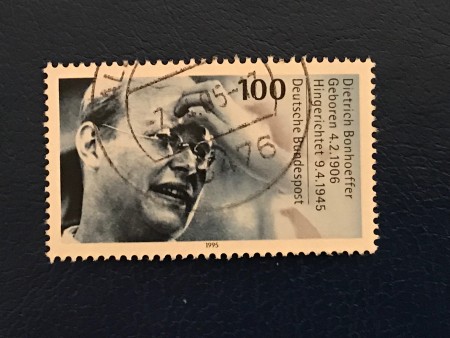 100
Dietrich Bonhoeffer
Geboren 4.2.1906
Hingerichtet 9.4.1945
Deutsche Bundespost
1995